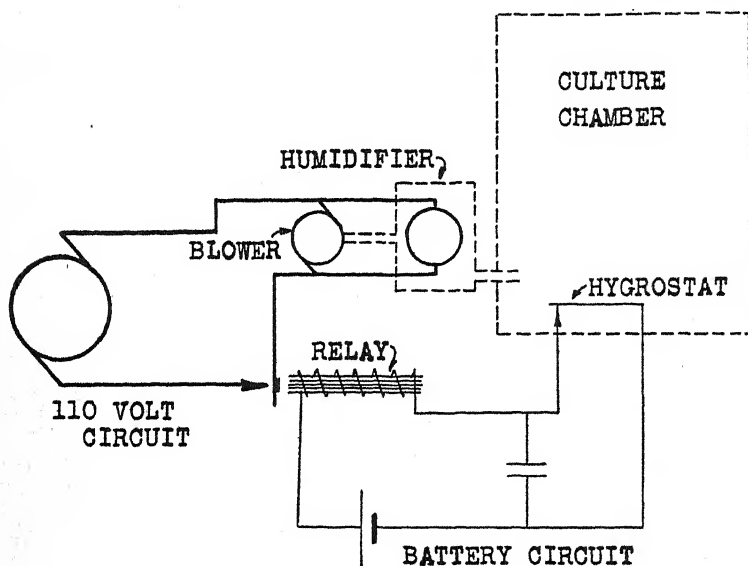 CULTURE
CHAMBER
HUMIDIFIER
BLOWER
HYGROSTAT
RELAY
110 VOLT
CIRCUIT
BATTERY CIRCUIT